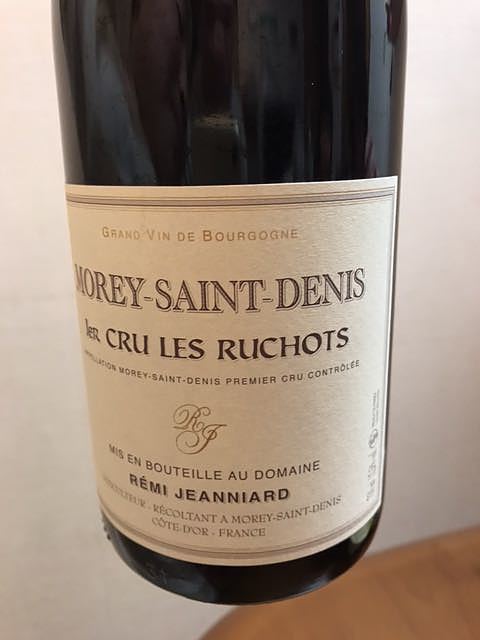 GRAND VIN DE BOURGOGNE
MOREY-SAINT-DENIS
1ER CRU LES RUCHOTS
APPELLATION MOREY-SAINT-DENIS PREMIER CRU CONTRÔLÉE
RJ
MIS EN BOUTEILLE AU DOMAINE
RÉMI JEANNIARD
- RÉCOLTANT A MOREY-SAINT-DENIS
CÔTE-D'OR - FRANCE